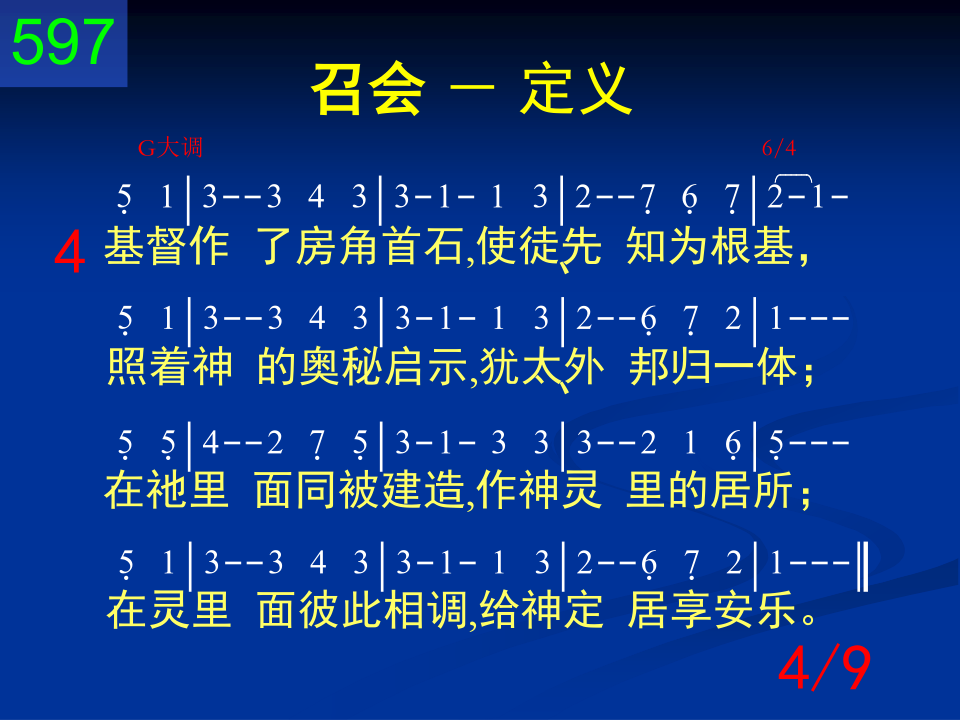 597
召会 － 定义
G大调 6/4
5̣ 1|3--3 4 3|3-1- 1 3|2--7̣ 6̣ 7̣|2-1-
4 基督作 了房角首石,使徒、先 知为根基，
5̣ 1|3--3 4 3|3-1- 1 3|2--6̣ 7̣ 2|1---
照着神 的奥秘启示,犹太、外 邦归一体；
5̣ 5̣|4--2 7̣ 5̣|3-1- 3 3|3--2 1 6̣|5̣---
在祂里 面同被建造,作神灵 里的居所；
5̣ 1|3--3 4 3|3-1- 1 3|2--6̣ 7̣ 2|1---‖
在灵里 面彼此相调,给神定 居享安乐。
4/9